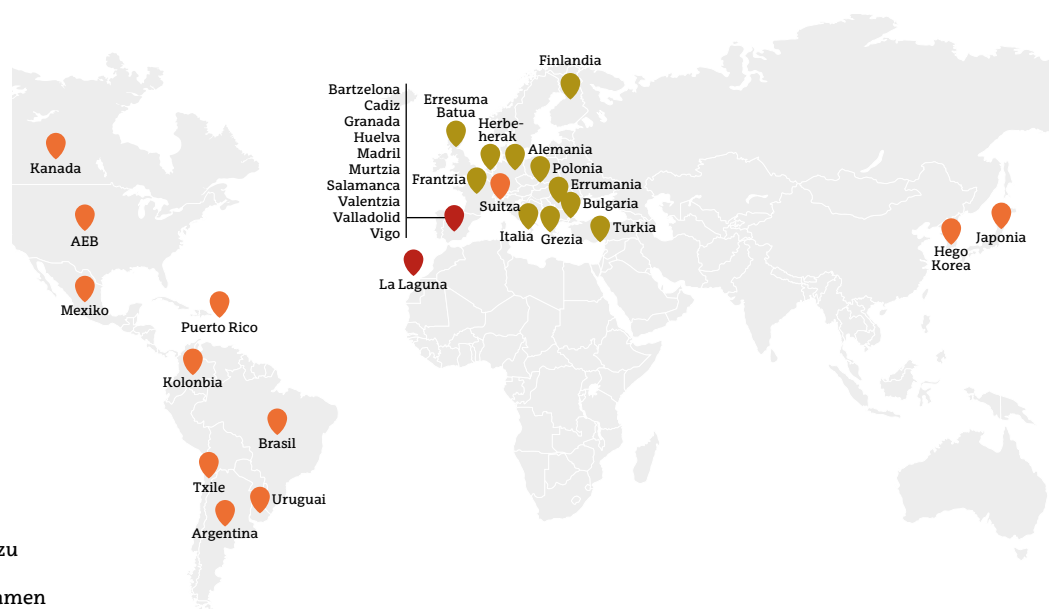 Finlandia
Bartzelona
Cadiz
Granada
Huelva
Madril
Murtzia
Salamanca
Valentzia
Valladolid
Vigo
Erresuma
Batua
Herbe-
herak
Alemania
Polonia
Frantzia
Errumania
Suitza
Bulgaria
Italia
Grezia
Turkia
La Laguna
Kanada
AEB
Mexiko
Puerto Rico
Kolonbia
Brasil
Txile
Uruguai
Argentina
Japonia
Hego
Korea
zu
amen